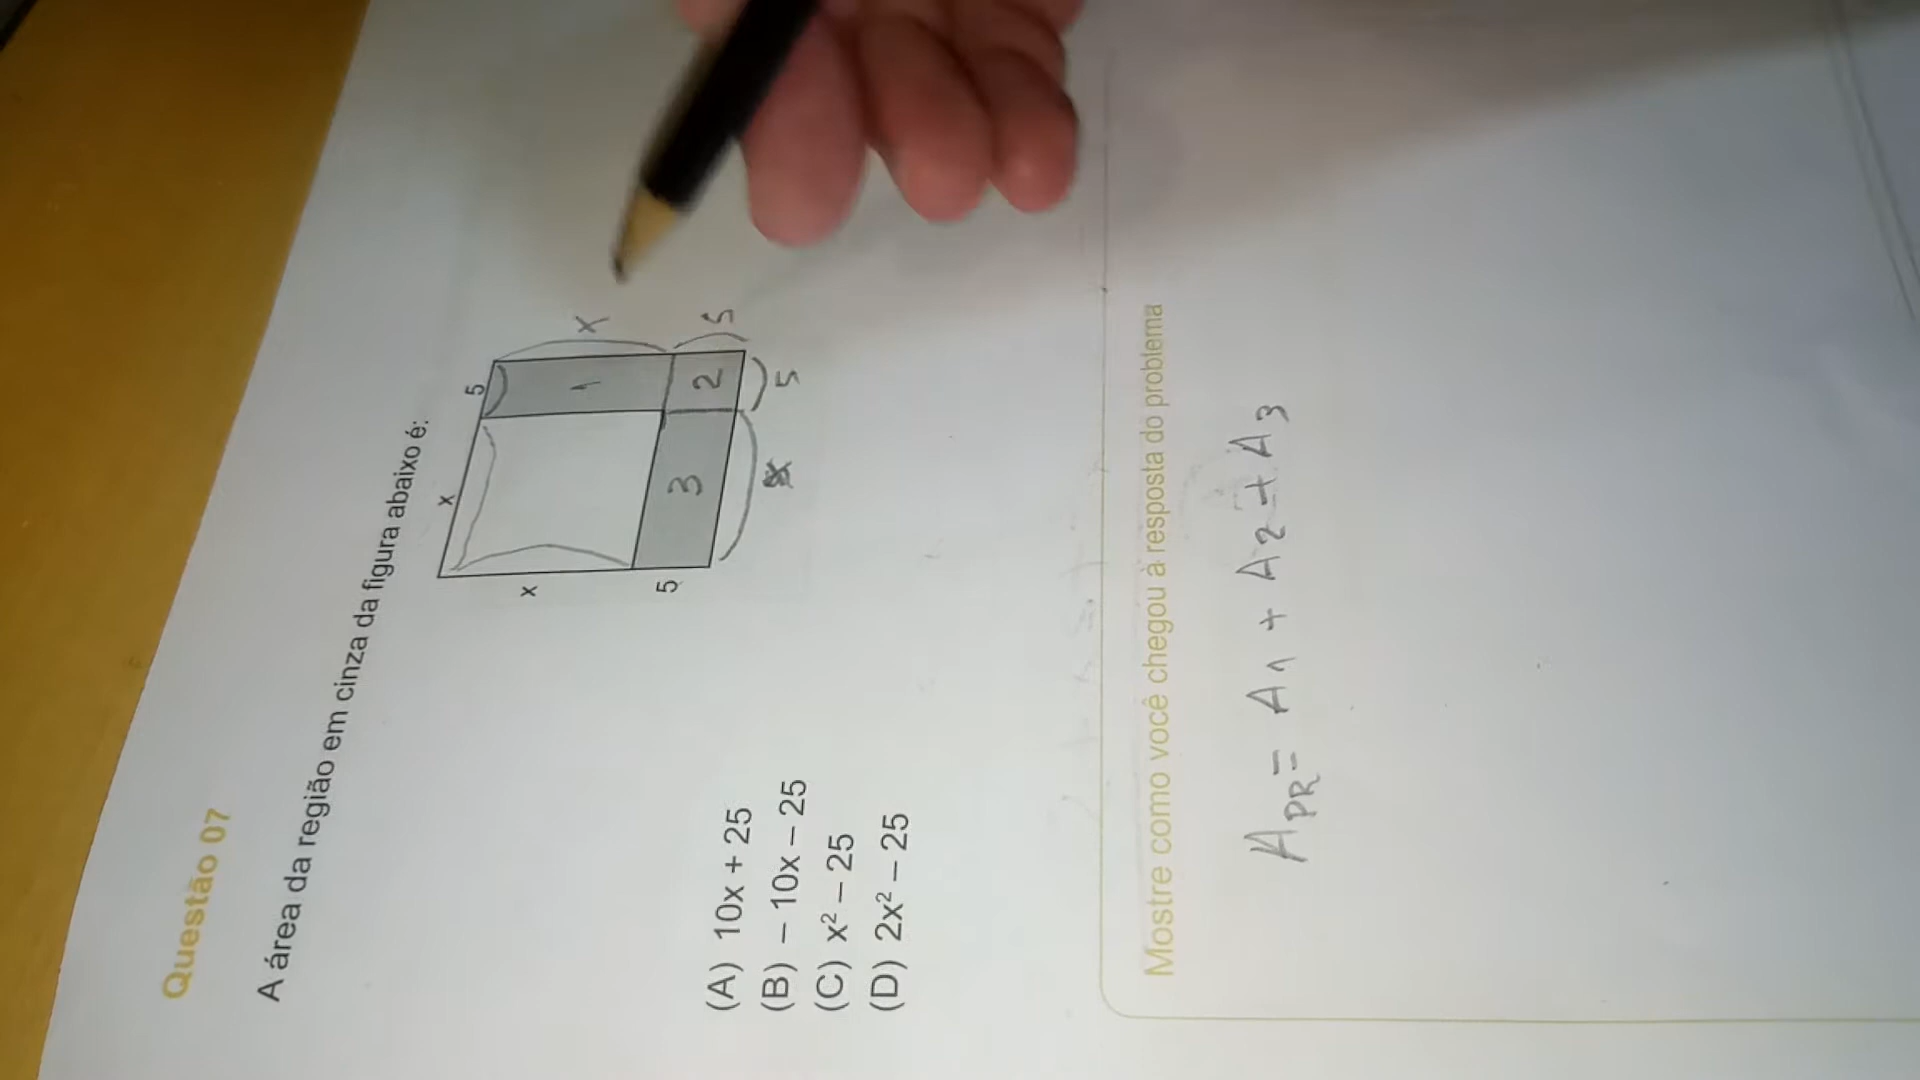 Questão 07
A área da região em cinza da figura abaixo é:
x 5
x 1 x
5 3 2 5
x 5
(A) 10x + 25
(B) – 10x – 25
(C) x² – 25
(D) 2x² – 25
Mostre como você chegou à resposta do problema
APR = A1 + A2 + A3